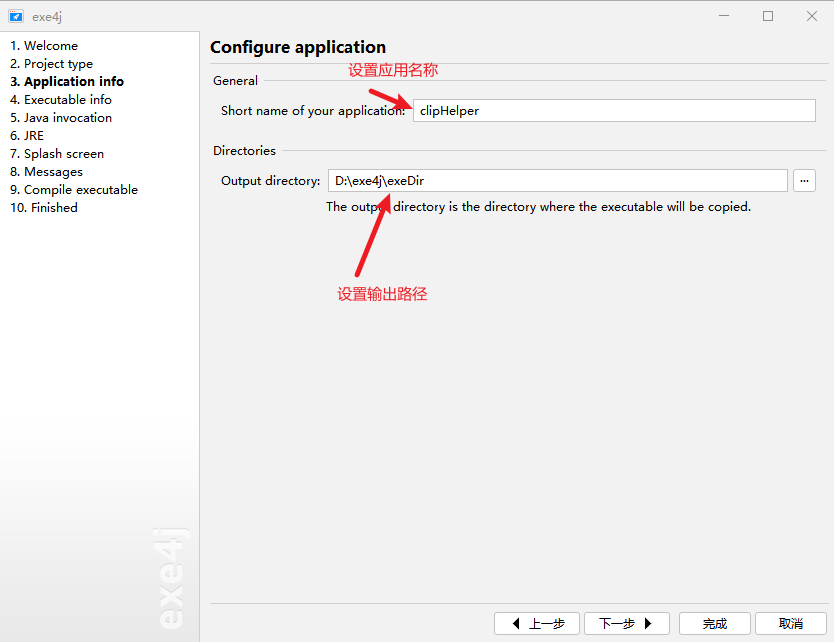 exe4j
1. Welcome
2. Project type
3. Application info
4. Executable info
5. Java invocation
6. JRE
7. Splash screen
8. Messages
9. Compile executable
10. Finished
exe4j
Configure application
设置应用名称
General
Short name of your application:
clipHelper
Directories
Output directory:
D:\exe4j\exeDir
...
The output directory is the directory where the executable will be copied.
设置输出路径
上一步
下一步
完成
取消